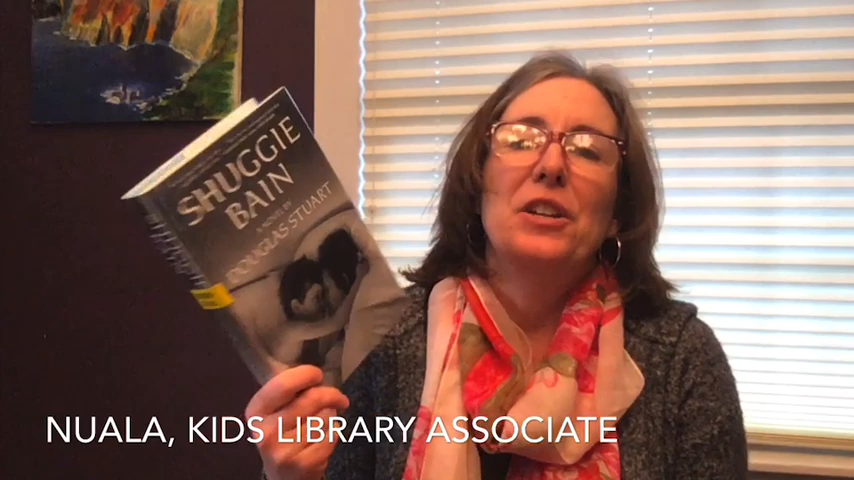 SHUGGIE
BAIN
A NOVEL BY
DOUGLAS STUART
NUALA, KIDS LIBRARY ASSOCIATE